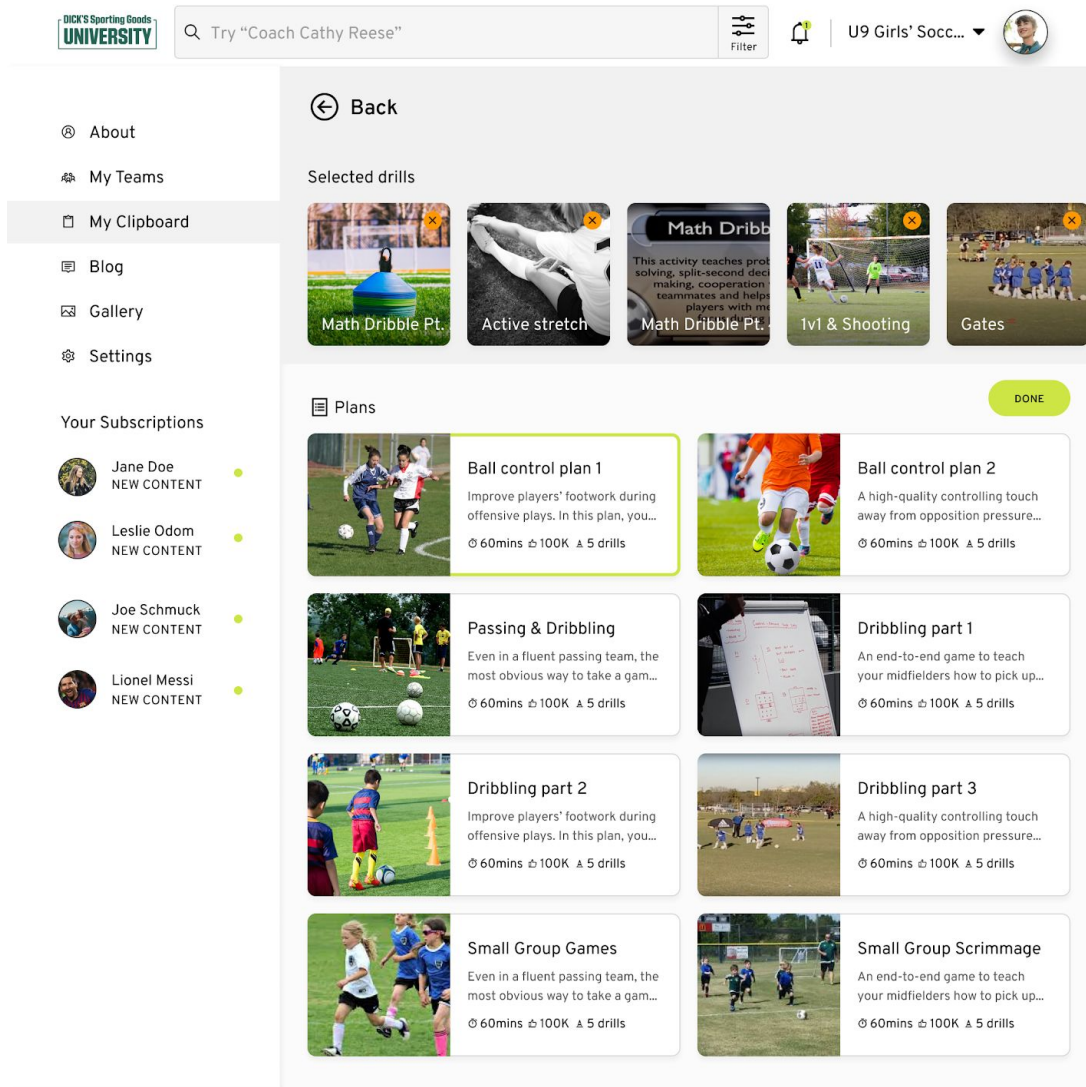 DICK'S Sporting Goods
UNIVERSITY
Try “Coach Cathy Reese”
Filter
1
U9 Girls’ Socc...
About
My Teams
My Clipboard
Blog
Gallery
Settings
Your Subscriptions
Jane Doe
NEW CONTENT
Leslie Odom
NEW CONTENT
Joe Schmuck
NEW CONTENT
Lionel Messi
NEW CONTENT
Back
Selected drills
Math Dribble Pt.
Active stretch
Math Dribb
This activity teaches prob
solving, split-second deci
making, cooperation
teammates and helps
players with me
Math Dribble Pt.
1v1 & Shooting
Gates
Plans
DONE
Ball control plan 1
Improve players’ footwork during
offensive plays. In this plan, you...
60mins 100K 5 drills
Ball control plan 2
A high-quality controlling touch
away from opposition pressure...
60mins 100K 5 drills
Passing & Dribbling
Even in a fluent passing team, the
most obvious way to take a gam...
60mins 100K 5 drills
Dribbling part 1
An end-to-end game to teach
your midfielders how to pick up...
60mins 100K 5 drills
Dribbling part 2
Improve players’ footwork during
offensive plays. In this plan, you...
60mins 100K 5 drills
Dribbling part 3
A high-quality controlling touch
away from opposition pressure...
60mins 100K 5 drills
Small Group Games
Even in a fluent passing team, the
most obvious way to take a gam...
60mins 100K 5 drills
Small Group Scrimmage
An end-to-end game to teach
your midfielders how to pick up...
60mins 100K 5 drills